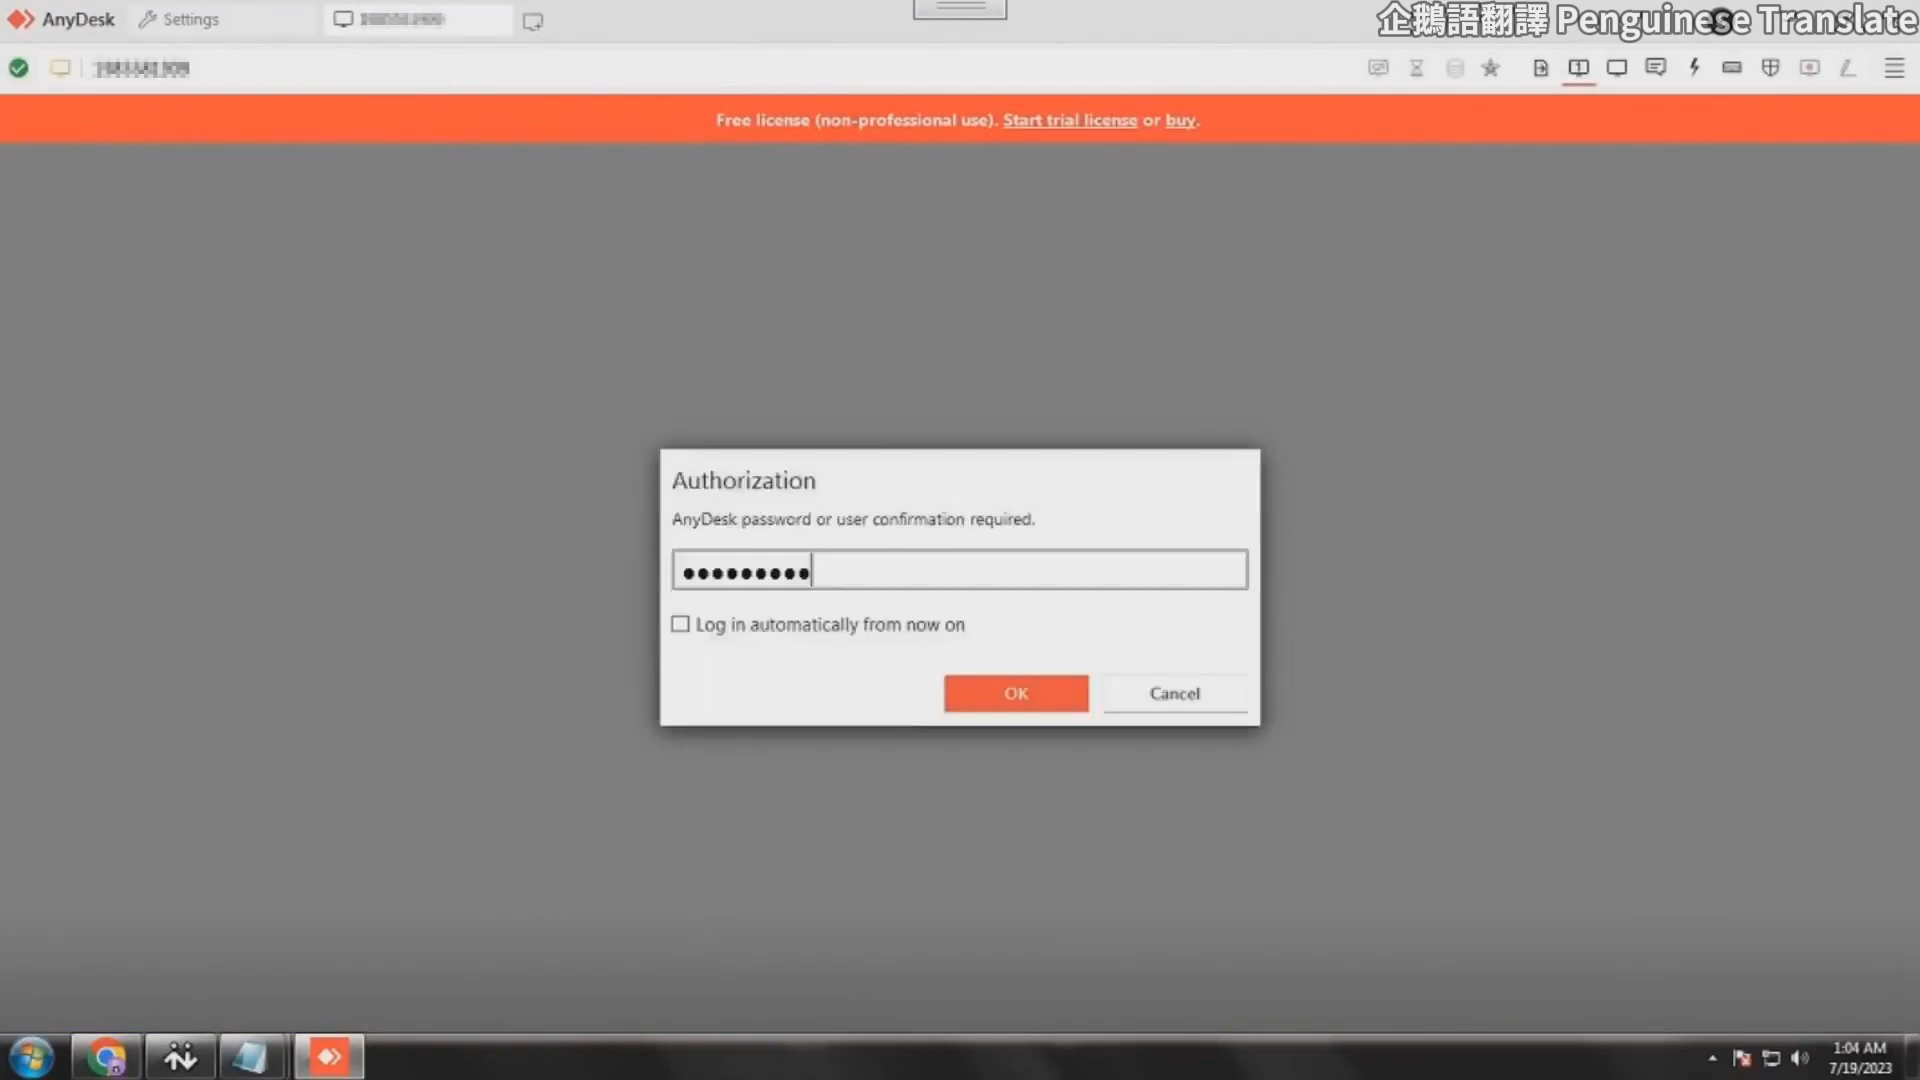 AnyDesk
Settings
企鵝語翻譯 Penguinese Translate
Free license (non-professional use). Start trial license or buy.
Authorization
AnyDesk password or user confirmation required.
Log in automatically from now on
OK
Cancel
1:04 AM
7/19/2023